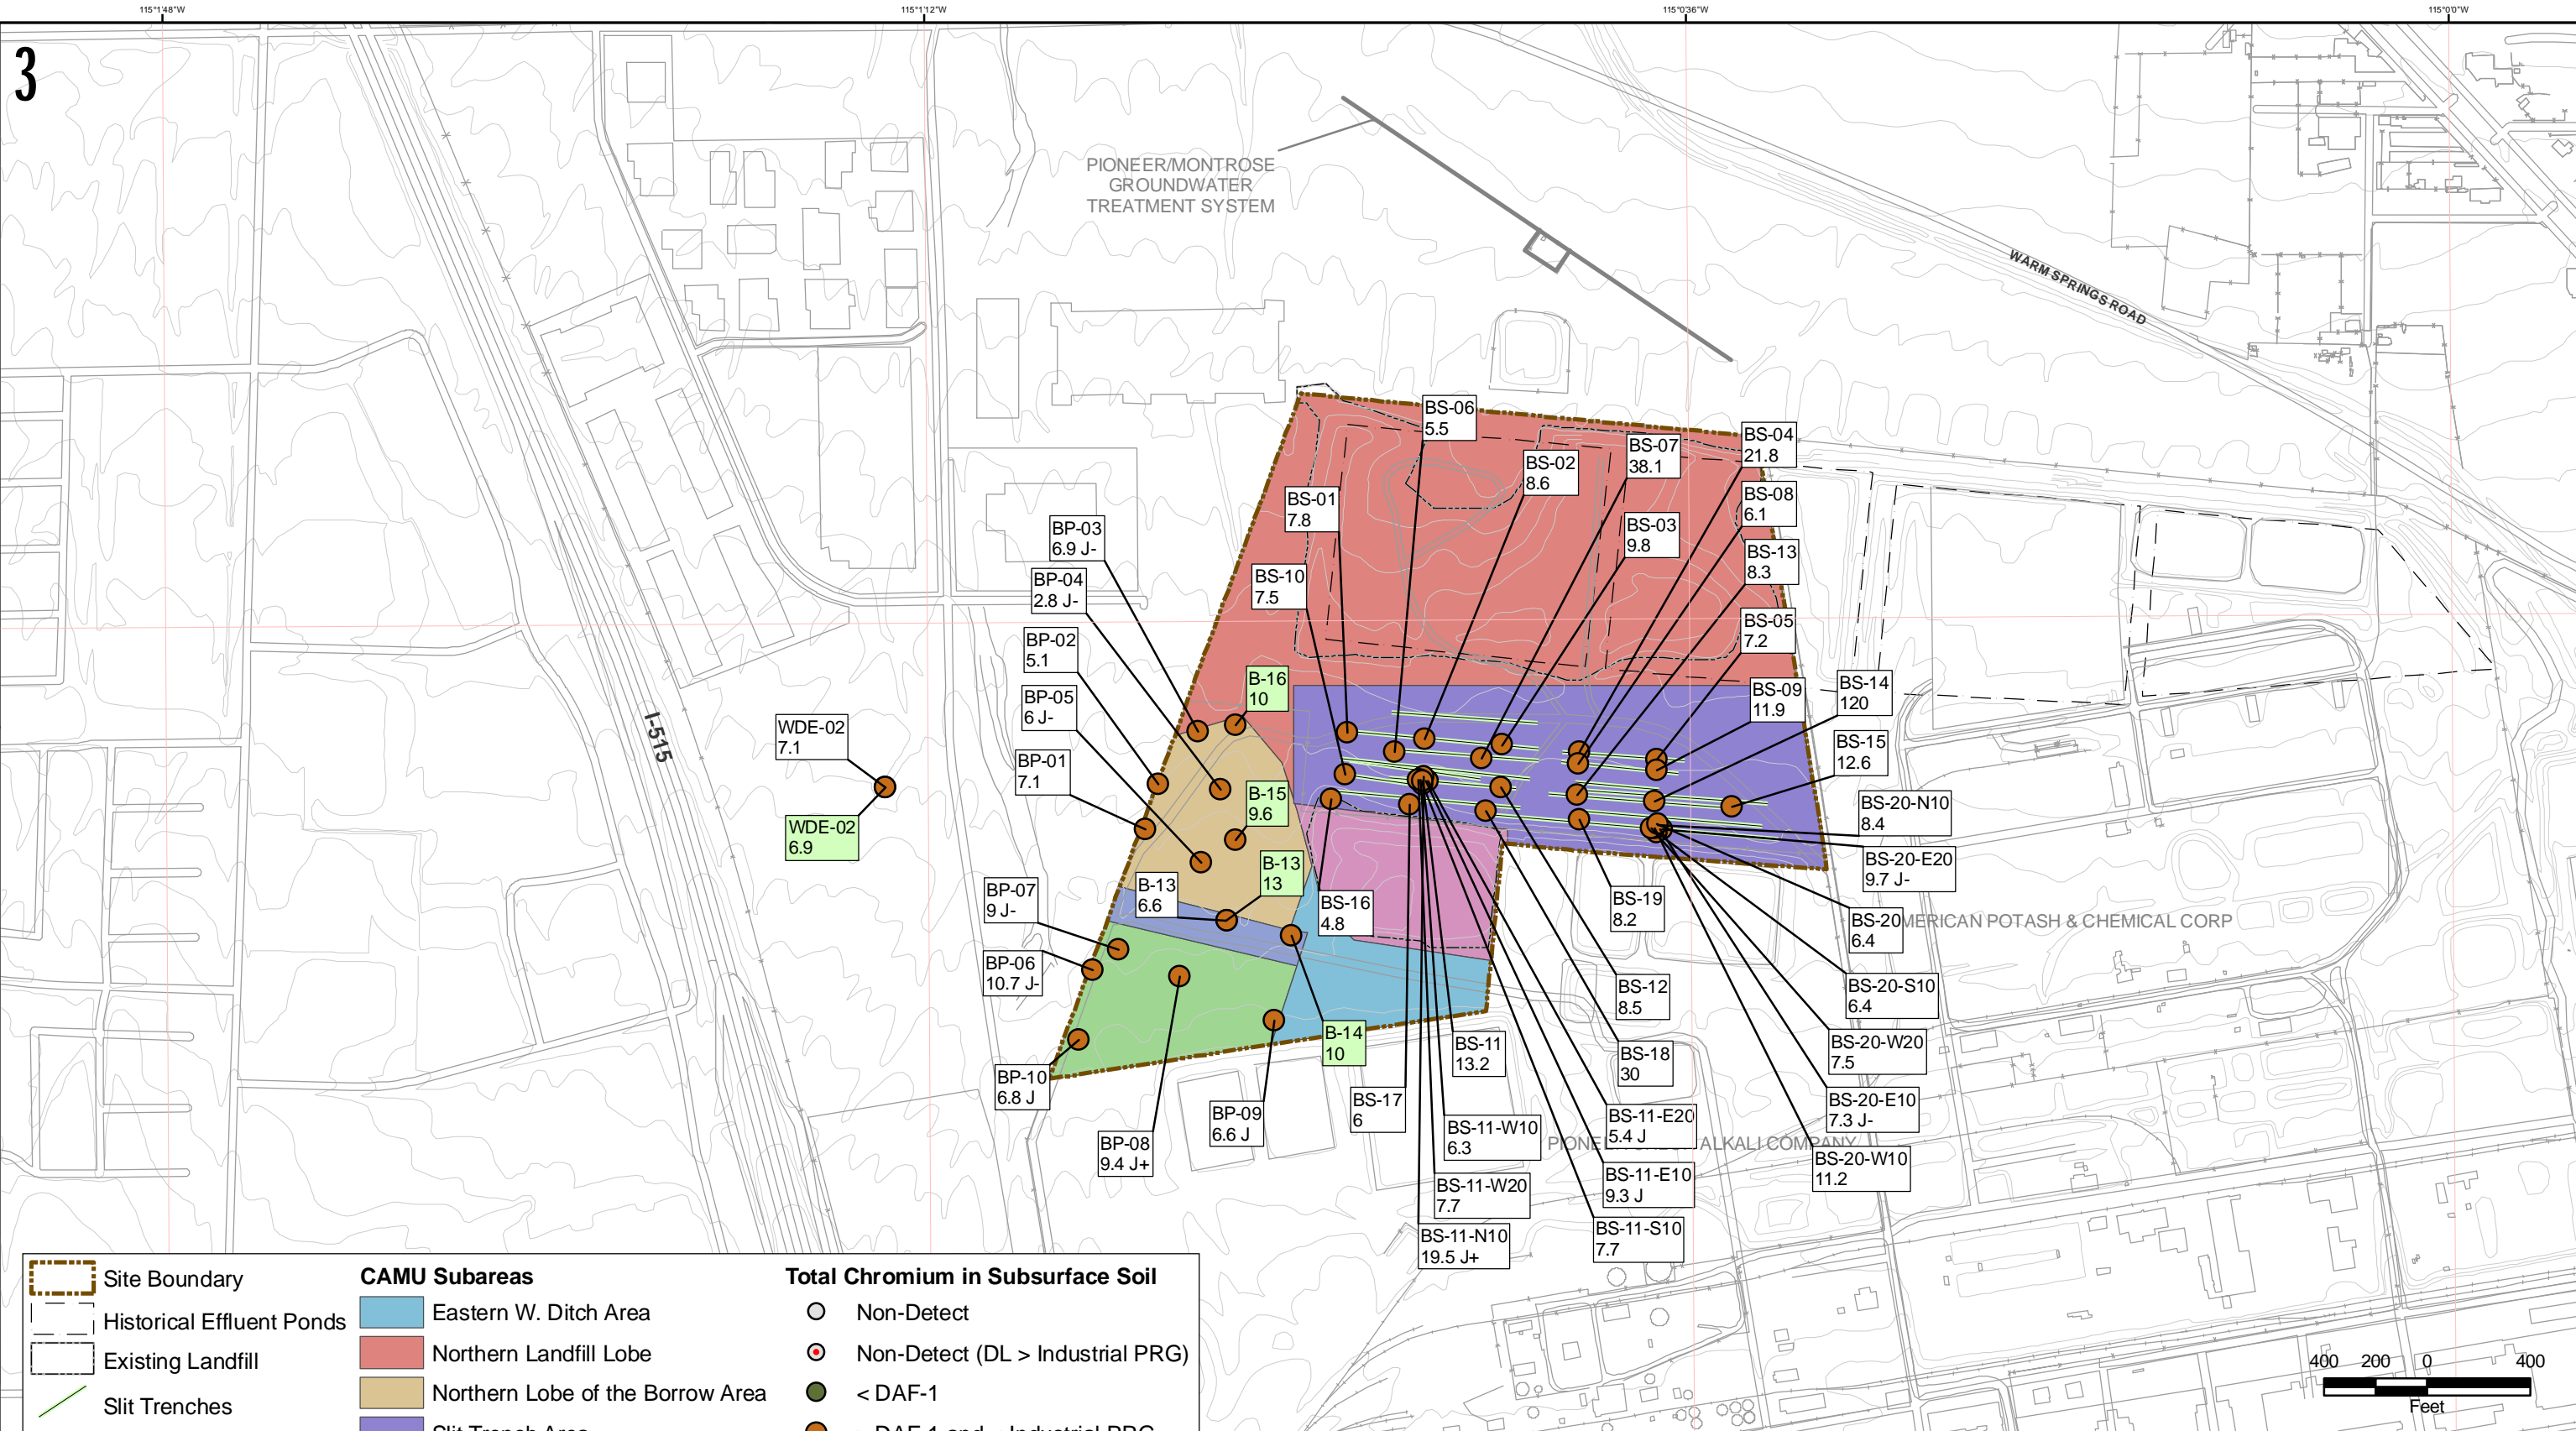 115°1'48"W
115°1'12"W
115°0'36"W
115°0'0"W
3
PIONEER/MONTROSE
GROUNDWATER
TREATMENT SYSTEM
WARM SPRINGS ROAD
I-515
BS-06
5.5
BS-02
8.6
BS-07
38.1
BS-04
21.8
BS-01
7.8
BS-03
9.8
BS-08
6.1
BP-03
6.9 J-
BS-13
8.3
BP-04
2.8 J-
BS-10
7.5
BS-05
7.2
BP-02
5.1
B-16
10
BS-09
11.9
BS-14
120
BP-05
6 J-
WDE-02
7.1
BS-15
12.6
BP-01
7.1
B-15
9.6
WDE-02
6.9
BS-20-N10
8.4
B-13
13
BS-20-E20
9.7 J-
B-13
6.6
BP-07
9 J-
BS-16
4.8
BS-19
8.2
BS-20
6.4
MERICAN POTASH & CHEMICAL CORP
BP-06
10.7 J-
BS-12
8.5
BS-20-S10
6.4
B-14
10
BS-11
13.2
BS-18
30
BS-20-W20
7.5
BP-10
6.8 J
BS-17
6
BP-09
6.6 J
BS-11-W10
6.3
BS-11-E20
5.4 J
BS-20-E10
7.3 J-
BP-08
9.4 J+
ALKALI COMPANY
BS-20-W10
11.2
BS-11-W20
7.7
BS-11-E10
9.3 J
BS-11-N10
19.5 J+
BS-11-S10
7.7
Site Boundary
Historical Effluent Ponds
Existing Landfill
Slit Trenches
CAMU Subareas
Eastern W. Ditch Area
Northern Landfill Lobe
Northern Lobe of the Borrow Area
Slit Trench Area
Total Chromium in Subsurface Soil
Non-Detect
Non-Detect (DL > Industrial PRG)
< DAF-1
DAF-1 and Industrial PRG
400 200 0 400
Feet